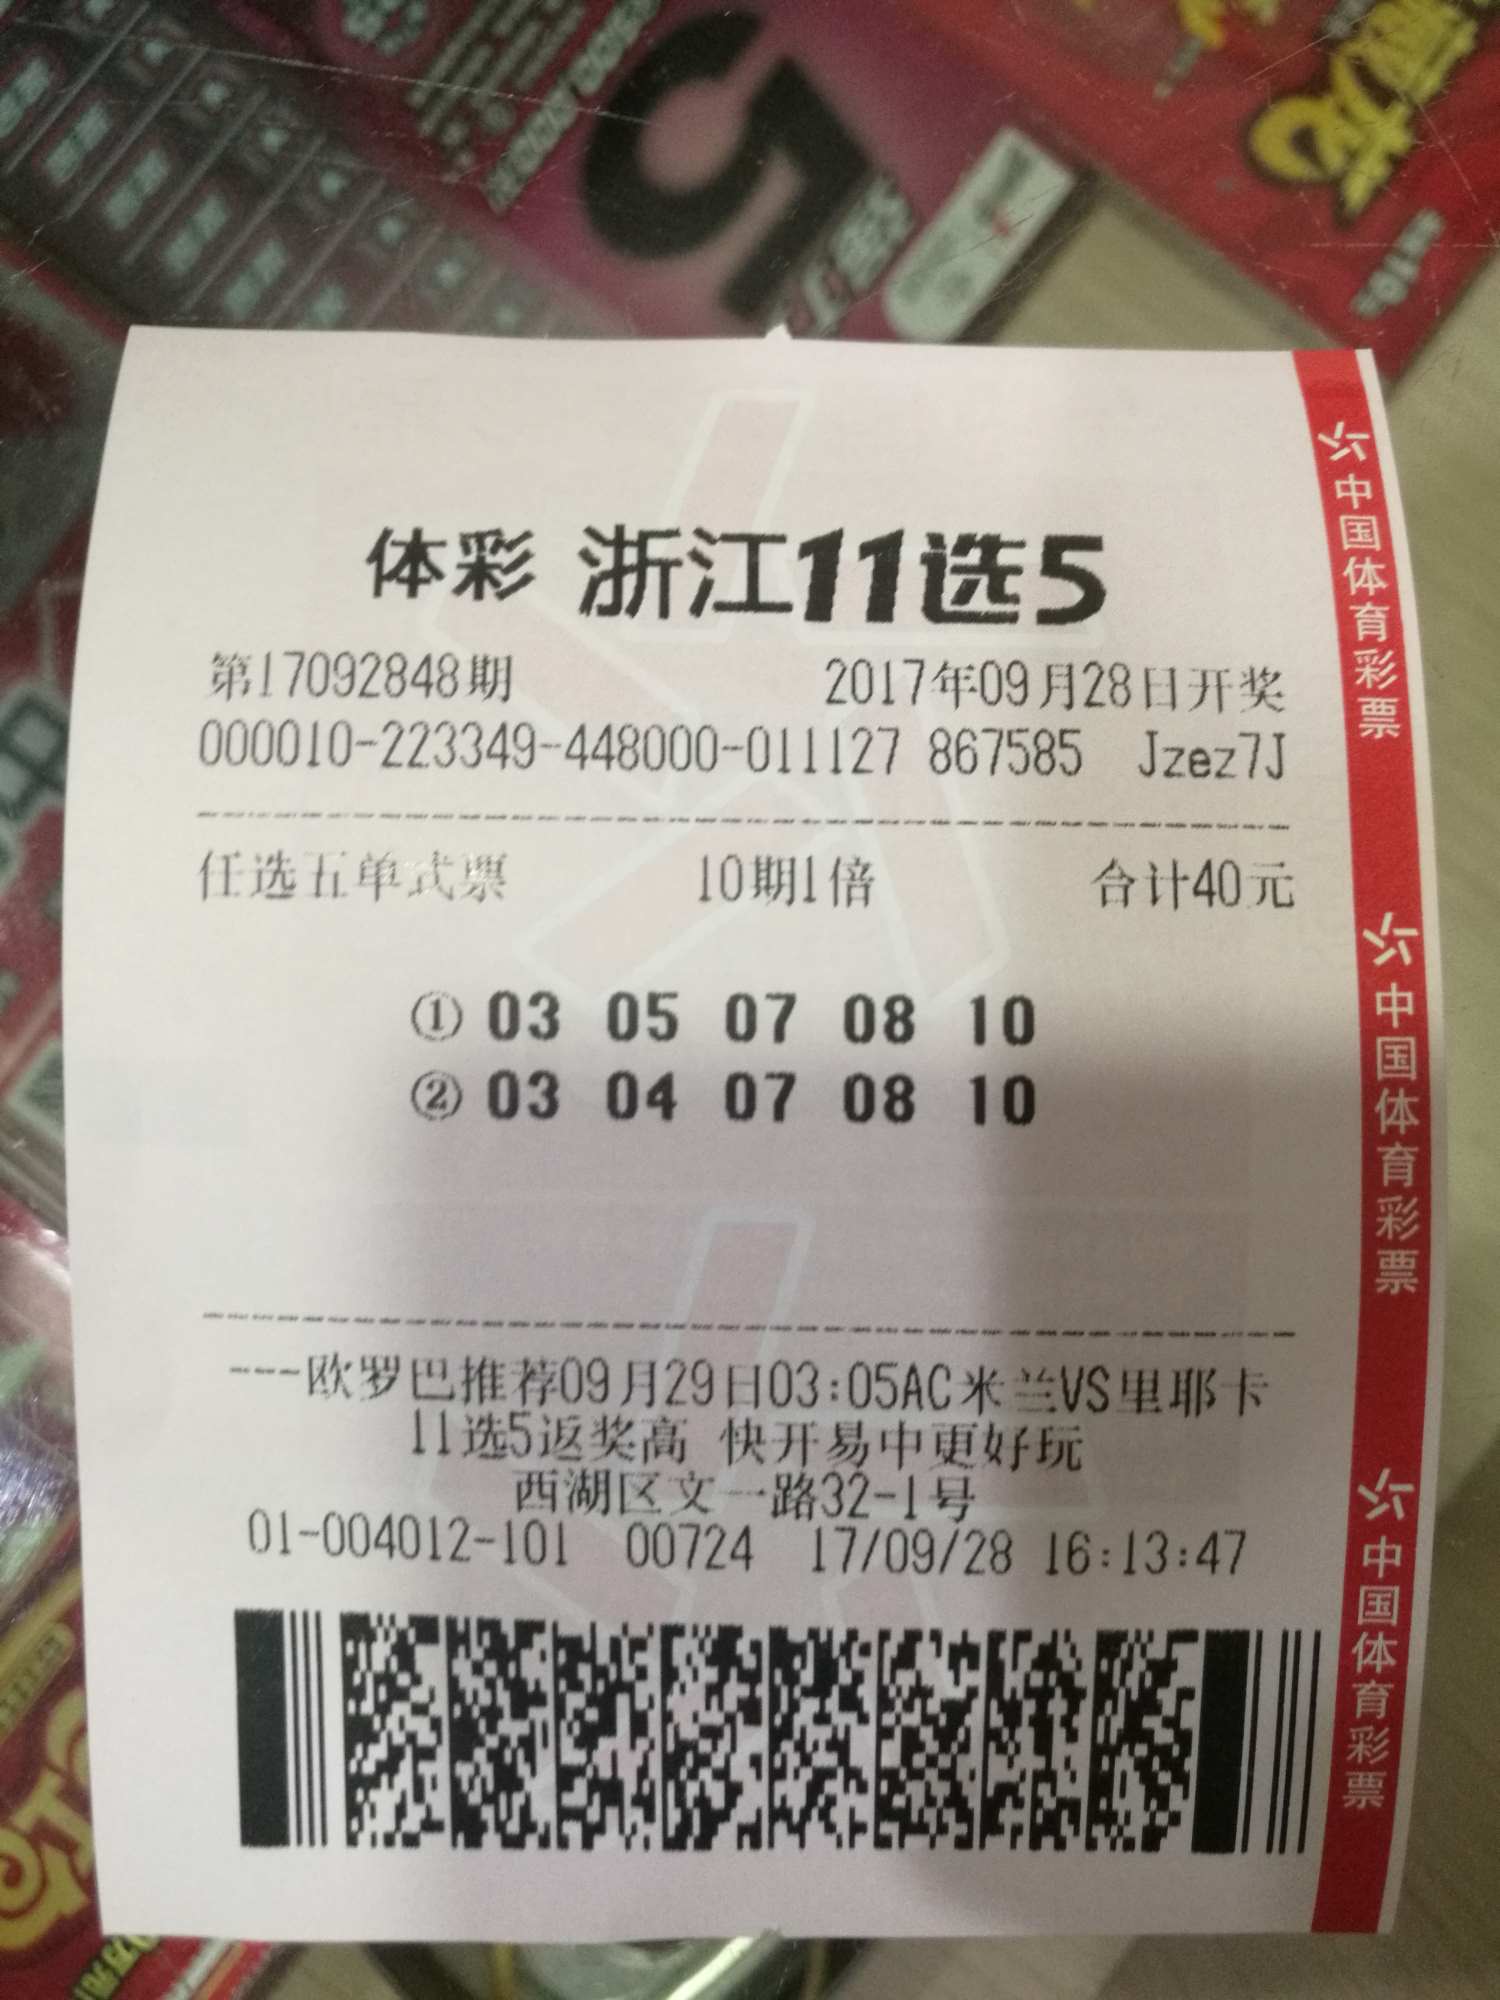 体彩 浙江11选5
第17092848期 2017年09月28日开奖
000010-223349-448000-011127 867585 Jzez7J
任选五单式票 10期1倍 合计40元
① 03 05 07 08 10
② 03 04 07 08 10
---欧罗巴推荐09月29日03:05AC米兰VS里耶卡
11选5返奖高 快开易中更好玩
西湖区文一路32-1号
01-004012-101 00724 17/09/28 16:13:47
中国体育彩票
中国体育彩票
中国体育彩票
5